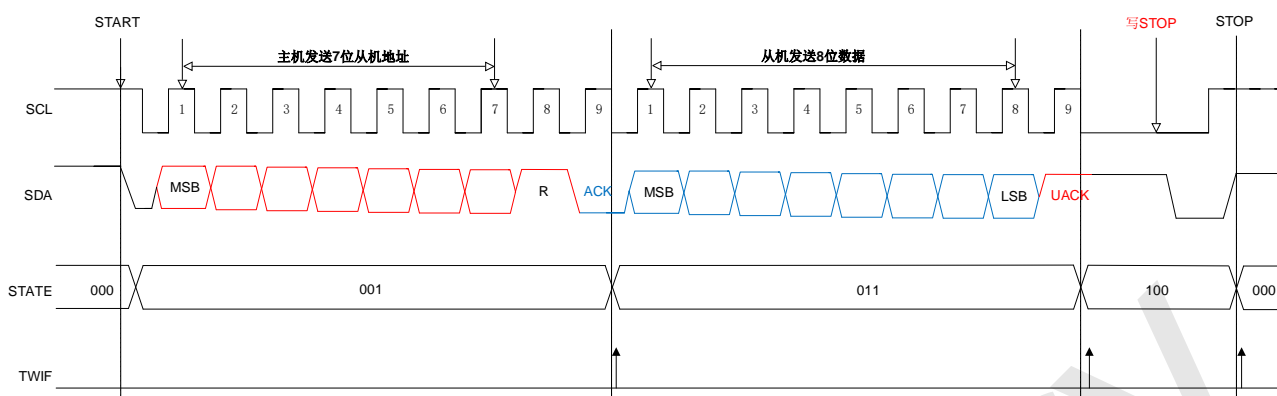 START 写STOP STOP
主机发送7位从机地址 从机发送8位数据
SCL 1 2 3 4 5 6 7 8 9 1 2 3 4 5 6 7 8 9
SDA MSB R ACK MSB LSB UACK
STATE 000 001 011 100 000
TWIF